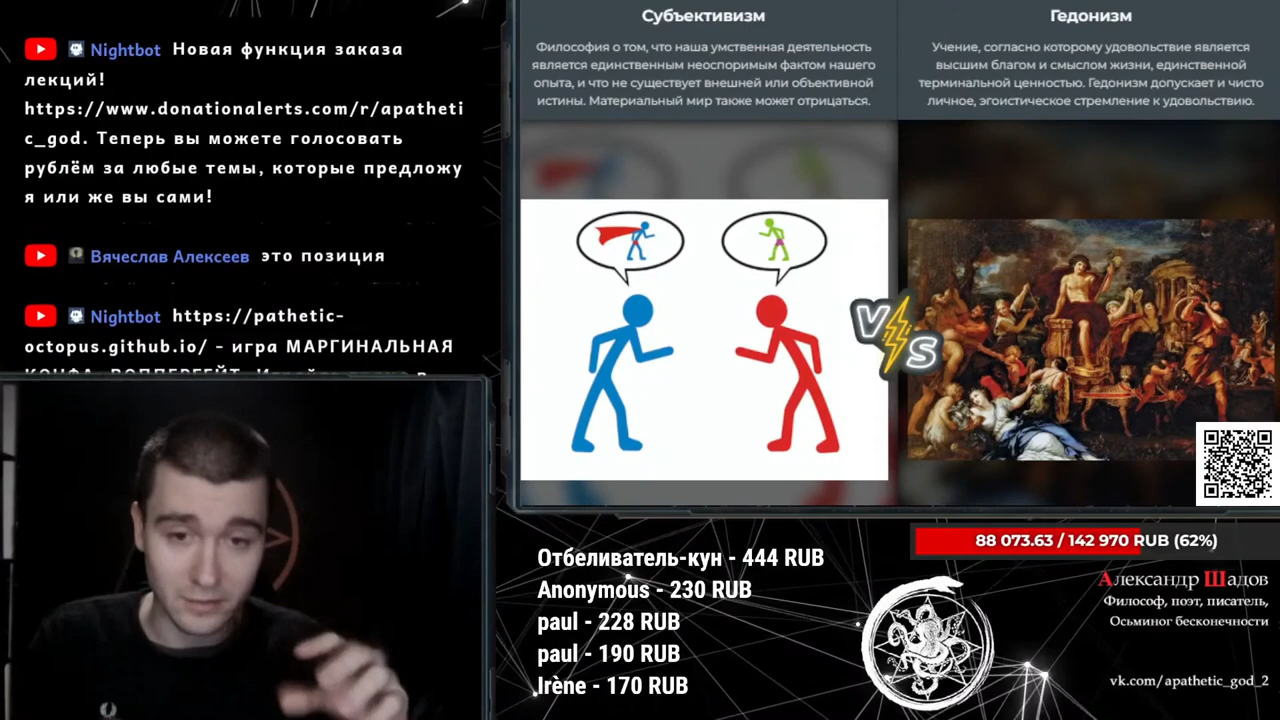 Nightbot Новая функция заказа
лекций!
https://www.donationalerts.com/r/apatheti
c_god. Теперь вы можете голосовать
рублём за любые темы, которые предложу
я или же вы сами!
Вячеслав Алексеев это позиция
Nightbot https://pathetic-
octopus.github.io/ - игра МАРГИНАЛЬНАЯ
Субъективизм
Философия о том, что наша умственная деятельность
является единственным неоспоримым фактом нашего
опыта, и что не существует внешней или объективной
истины. Материальный мир также может отрицаться.
Гедонизм
Учение, согласно которому удовольствие является
высшим благом и смыслом жизни, единственной
терминальной ценностью. Гедонизм допускает и чисто
личное, эгоистическое стремление к удовольствию.
VS
88 073.63 / 142 970 RUB (62%)
Отбеливатель-кун - 444 RUB
Anonymous - 230 RUB
paul - 228 RUB
paul - 190 RUB
Irène - 170 RUB
Александр Шадов
Философ, поэт, писатель,
Осьминог бесконечности
vk.com/apathetic_god_2